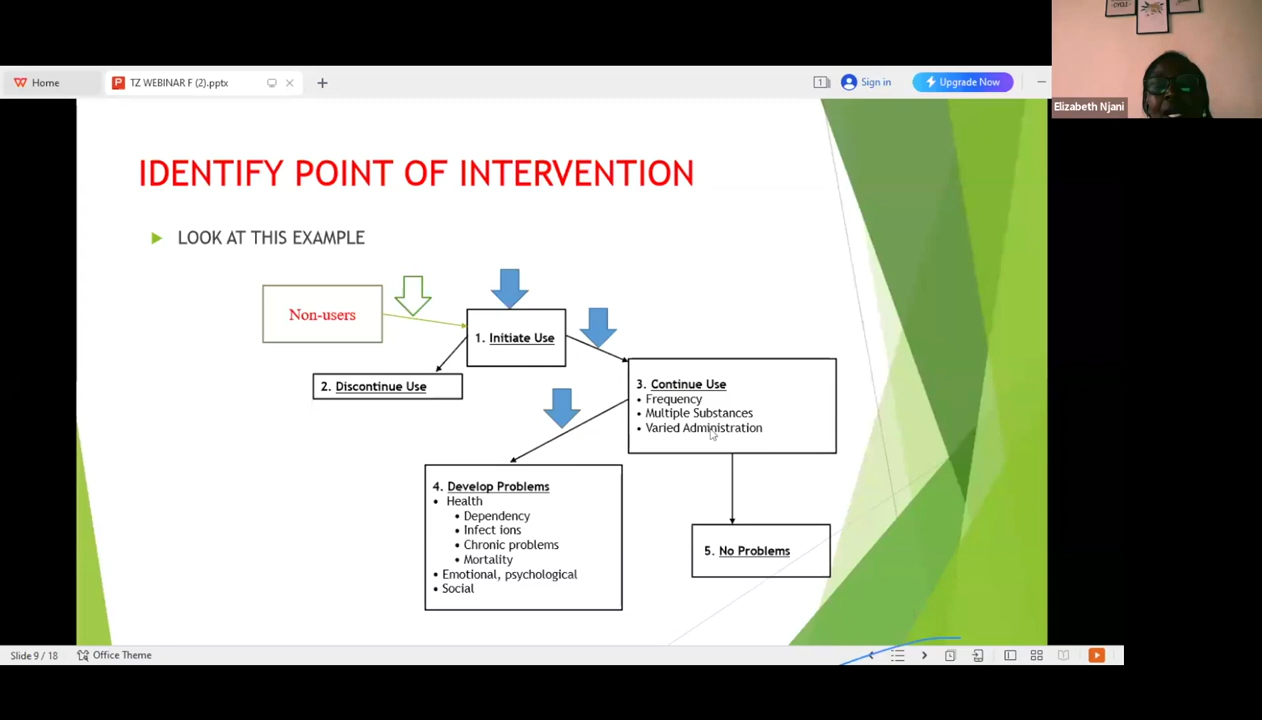 Home
TZ WEBINAR F (2).pptx
1
Sign in
Upgrade Now
Elizabeth Njani
IDENTIFY POINT OF INTERVENTION
LOOK AT THIS EXAMPLE
Non-users
1. Initiate Use
2. Discontinue Use
3. Continue Use
• Frequency
• Multiple Substances
• Varied Administration
4. Develop Problems
• Health
• Dependency
• Infect ions
• Chronic problems
• Mortality
• Emotional, psychological
• Social
5. No Problems
Slide 9 / 18
Office Theme